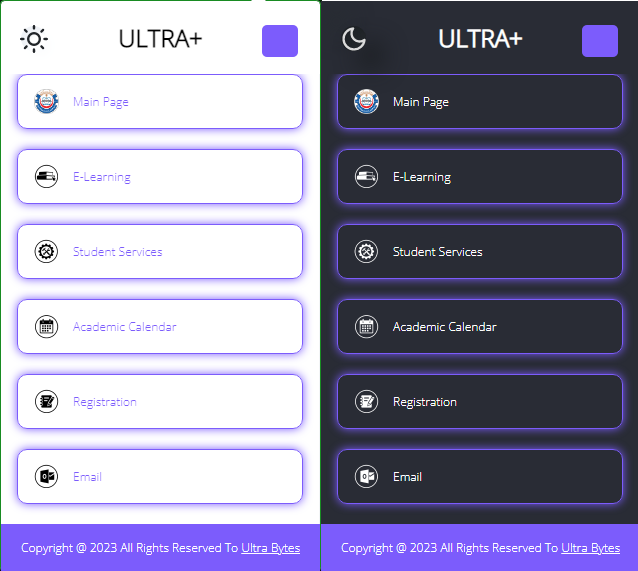 ULTRA+
Main Page
E-Learning
Student Services
Academic Calendar
Registration
Email
Copyright @ 2023 All Rights Reserved To Ultra Bytes
ULTRA+
Main Page
E-Learning
Student Services
Academic Calendar
Registration
Email
Copyright @ 2023 All Rights Reserved To Ultra Bytes